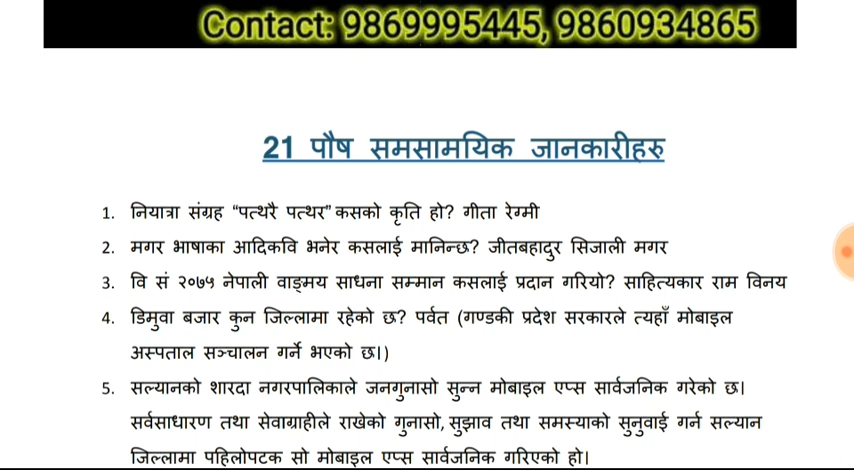 Contact: 9869995445, 9860934865
21 पौष समसामयिक जानकारीहरु
1. नियात्रा संग्रह “पत्थरै पत्थर” कसको कृति हो? गीता रेग्मी
2. मगर भाषाका आदिकवि भनेर कसलाई मानिन्छ? जीतबहादुर सिजाली मगर
3. वि सं २०७५ नेपाली वाङ्मय साधना सम्मान कसलाई प्रदान गरियो? साहित्यकार राम विनय
4. डिमुवा बजार कुन जिल्लामा रहेको छ? पर्वत (गण्डकी प्रदेश सरकारले त्यहाँ मोबाइल
अस्पताल सञ्चालन गर्ने भएको छ।)
5. सल्यानको शारदा नगरपालिकाले जनगुनासो सुन्न मोबाइल एप्स सार्वजनिक गरेको छ।
सर्वसाधारण तथा सेवाग्राहीले राखेको गुनासो, सुझाव तथा समस्याको सुनुवाई गर्न सल्यान
जिल्लामा पहिलोपटक सो मोबाइल एप्स सार्वजनिक गरिएको हो।